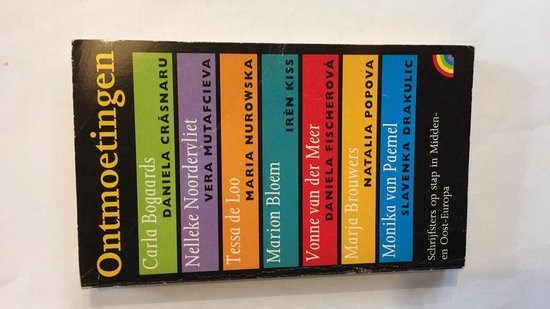 Ontmoetingen
Carla Bogaards
DANIELA CRĂSNARU
Nelleke Noordervliet
VERA MUTAFCIEVA
Tessa de Loo
MARIA NUROWSKA
Marion Bloem
IRÈN KISS
Vonne van der Meer
DANIELA FISCHEROVÁ
Marja Brouwers
NATALIA POPOVA
Monika van Paemel
SLAVENKA DRAKULIC
Schrijfsters op stap in Midden-
en Oost-Europa